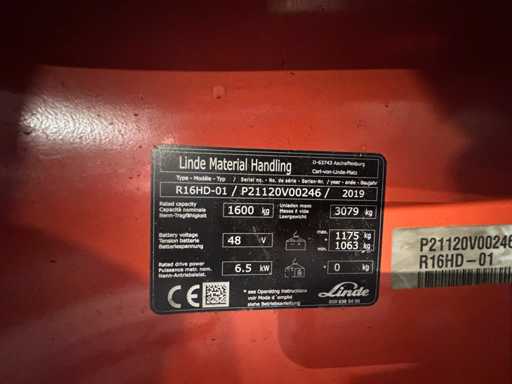 Linde Material Handling
D-63743 Aschaffenburg
Carl-von-Linde-Platz
Type - Modèle - Typ / Serial no. - No. de série - Serien-Nr. / year - année - Baujahr
R16HD-01 / P21120V00246 / 2019
Rated capacity
Capacité nominale
Nenn-Tragfähigkeit
1600 kg
Unladen mass
Masse à vide
Leergewicht
3079 kg
Battery voltage
Tension batterie
Batteriespannung
48 V
max. 1175 kg
min. 1063 kg
Rated drive power
Puissance motr. nom.
Nenn-Antriebsleist.
6.5 kW
* 0 kg
CE
* see Operating Instructions
voir Mode d'emploi
siehe Betriebsanleitung
Linde
P21120V00246
R16HD-01